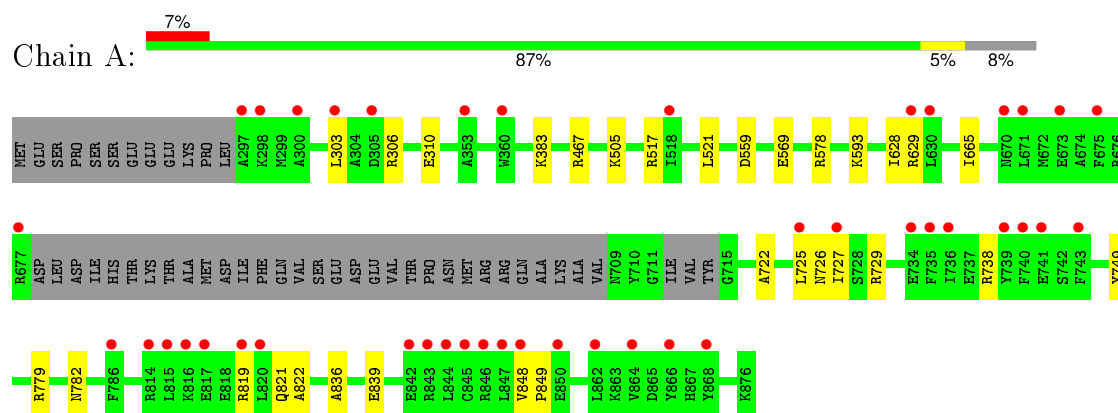 7%
Chain A:
87% 5% 8%
MET GLU SER PRO ILE SER SER GLU GLU GLU LYS PRO LEU A297 K298 M299 A300 L303 A304 D305 R306 E310 A353 W360 K383 R467 K505 R517 I518 L521 D559 E569 R578 K593 I628 R629 L630 I665 N670 L671 M672 E673 A674 F675 R676
R677 ASP LEU ASP ILE HIS THR LYS THR ALA MET ASP ILE PHE GLN VAL SER GLU ASP GLU VAL THR PRO ASN MET ARG ARG GLN ALA LYS ALA VAL N709 Y710 G711 ILE VAL TYR G715 A722 L725 N726 I727 S728 R729 E734 F735 I736 E737 R738 Y739 F740 E741 S742 F743 Y749
R779 N782 F786 R814 L815 K816 E817 E818 R819 L820 Q821 A822 A836 E839 E842 R843 L844 C845 R846 L847 V848 P849 E850 L862 K863 V864 D865 Y866 H867 Y868 K876